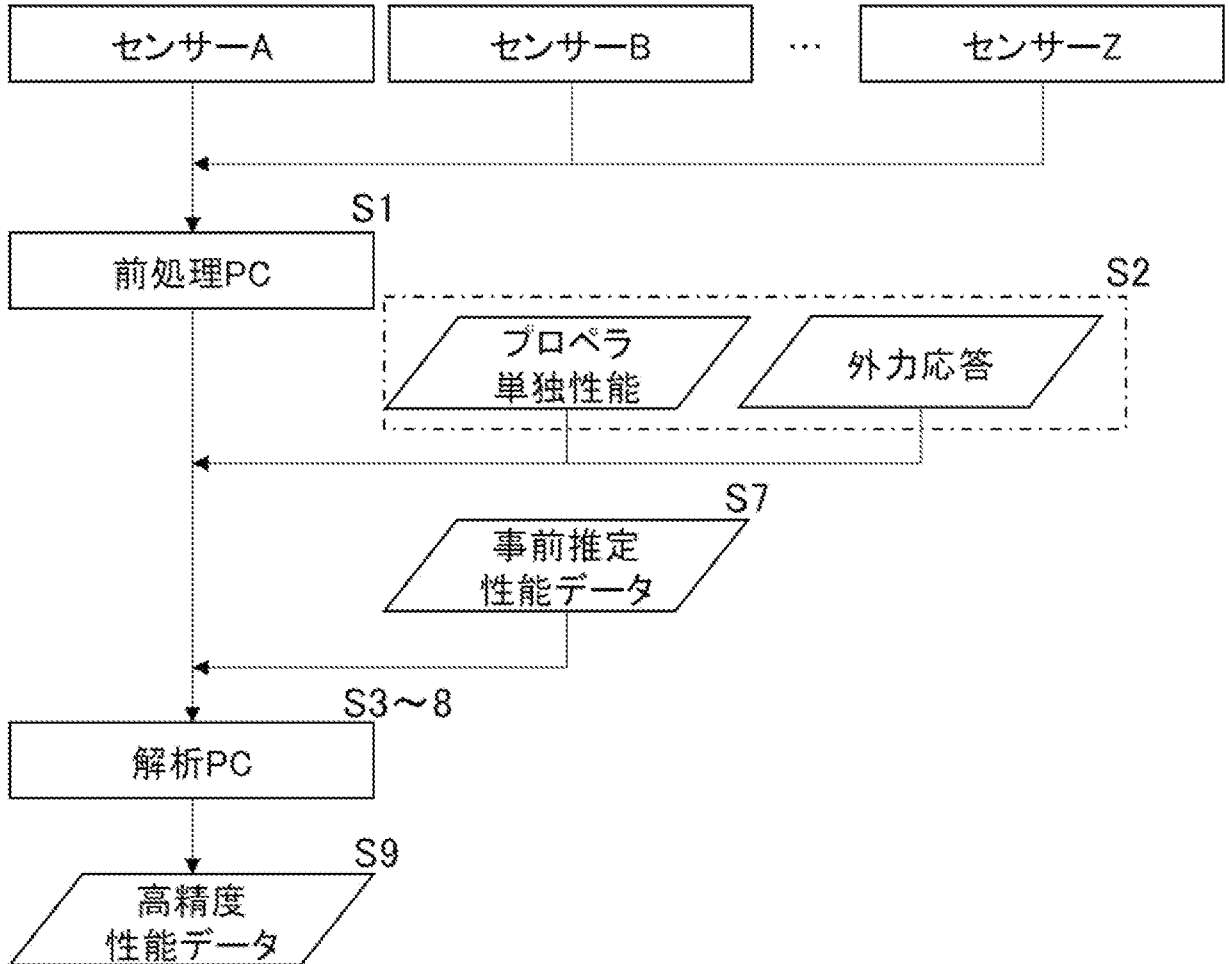 センサーA
センサーB
…
センサーZ
S1
前処理PC
S2
プロペラ
単独性能
外力応答
S7
事前推定
性能データ
S3～8
解析PC
S9
高精度
性能データ